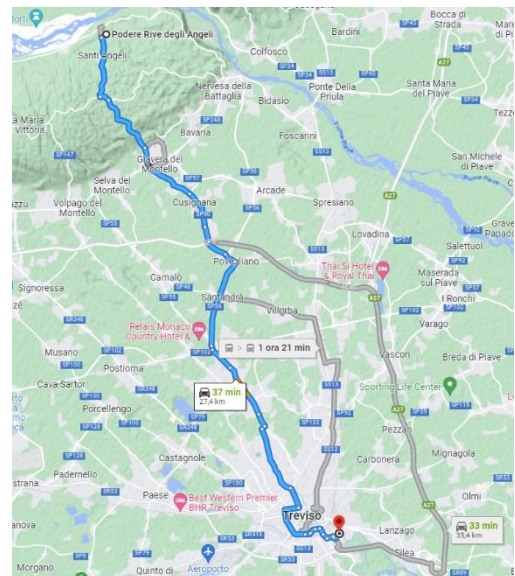 Bocca di
Strada
Bardini
Podere Rive degli Angeli
Colfosco
Santi Angeli
Nervesa della
Battaglia
Ponte Della
Priula
Santa Maria
del Piave
Bidasio
a Maria
Vittoria
Bavaria
Foscarini
San Michele
di Piave
Giavera del
Montello
Selva del
Montello
Arcade
Cusignana
Spresiano
Volpago del
Montello
Lovadina
Salettuol
Povegliano
Thai Si Hotel
& Royal Thai
Maserada
sul Piave
Camalò
Signoressa
Santandrà
Villorba
I Ronchi
Relais Monaco
Country Hotel &
Varago
1 ora 21 min
Musano
Vascon
Breda di Piave
Postioma
Cava-Sartor
37 min
27,4 km
Sporting Life Center
Porcellengo
Pezzan
Mignagola
Castagnole
Carbonera
Padernello
Paese
Best Western Premier
BHR Treviso
Olmi
Treviso
Lanzago
33 min
35,4 km
Silea
Quinto di
Aeroporto
Morgano